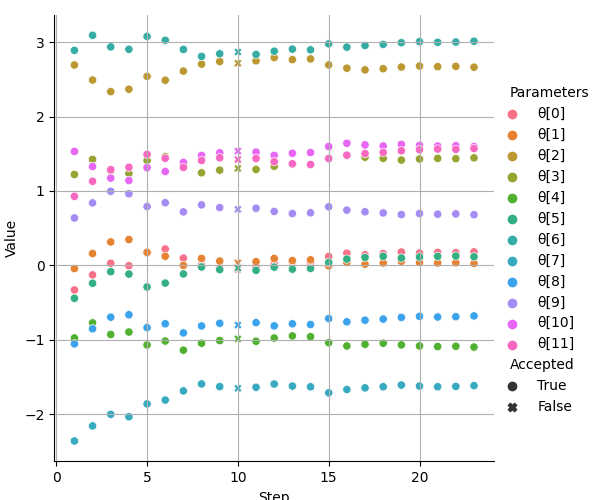 3
2
1
0
−1
−2
Value
0
5
10
15
20
Step
Parameters
θ[0]
θ[1]
θ[2]
θ[3]
θ[4]
θ[5]
θ[6]
θ[7]
θ[8]
θ[9]
θ[10]
θ[11]
Accepted
True
False